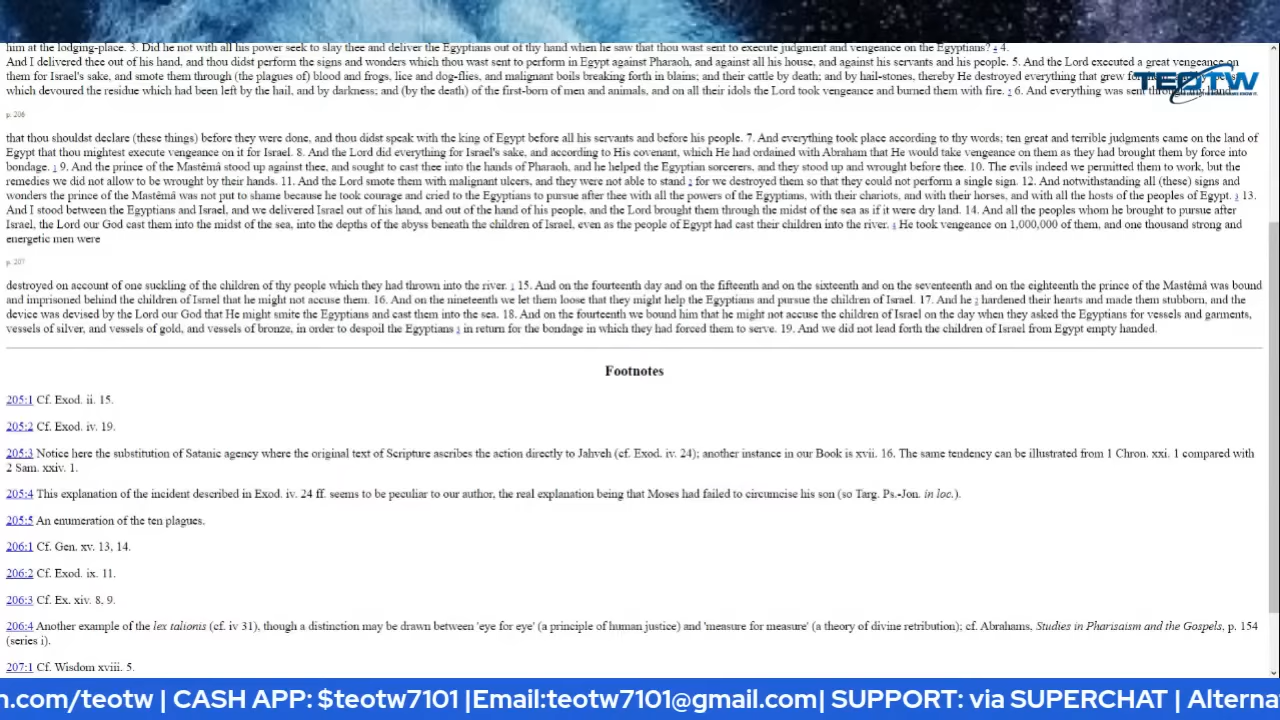 him at the lodging-place. 3. Did he not with all his power seek to slay thee and deliver the Egyptians out of thy hand when he saw that thou wast sent to execute judgment and vengeance on the Egyptians? 4 4.
And I delivered thee out of his hand, and thou didst perform the signs and wonders which thou wast sent to perform in Egypt against Pharaoh, and against all his house, and against his servants and his people. 5. And the Lord executed a great vengeance on
them for Israel's sake, and smote them through (the plagues of) blood and frogs, lice and dog-flies, and malignant boils breaking forth in blains; and their cattle by death; and by hail-stones, thereby He destroyed everything that grew for
which devoured the residue which had been left by the hail, and by darkness; and (by the death) of the first-born of men and animals, and on all their idols the Lord took vengeance and burned them with fire. 5 6. And everything was sent through
TEOTW
p. 206
that thou shouldst declare (these things) before they were done, and thou didst speak with the king of Egypt before all his servants and before his people. 7. And everything took place according to thy words; ten great and terrible judgments came on the land of
Egypt that thou mightest execute vengeance on it for Israel. 8. And the Lord did everything for Israel's sake, and according to His covenant, which He had ordained with Abraham that He would take vengeance on them as they had brought them by force into
bondage. 1 9. And the prince of the Mastêmâ stood up against thee, and sought to cast thee into the hands of Pharaoh, and he helped the Egyptian sorcerers, and they stood up and wrought before thee. 10. The evils indeed we permitted them to work, but the
remedies we did not allow to be wrought by their hands. 11. And the Lord smote them with malignant ulcers, and they were not able to stand 2 for we destroyed them so that they could not perform a single sign. 12. And notwithstanding all (these) signs and
wonders the prince of the Mastêmâ was not put to shame because he took courage and cried to the Egyptians to pursue after thee with all the powers of the Egyptians, with their chariots, and with their horses, and with all the hosts of the peoples of Egypt. 3 13.
And I stood between the Egyptians and Israel, and we delivered Israel out of his hand, and out of the hand of his people, and the Lord brought them through the midst of the sea as if it were dry land. 14. And all the peoples whom he brought to pursue after
Israel, the Lord our God cast them into the midst of the sea, into the depths of the abyss beneath the children of Israel, even as the people of Egypt had cast their children into the river. 4 He took vengeance on 1,000,000 of them, and one thousand strong and
energetic men were
p. 207
destroyed on account of one suckling of the children of thy people which they had thrown into the river. 1 15. And on the fourteenth day and on the fifteenth and on the sixteenth and on the seventeenth and on the eighteenth the prince of the Mastêmâ was bound
and imprisoned behind the children of Israel that he might not accuse them. 16. And on the nineteenth we let them loose that they might help the Egyptians and pursue the children of Israel. 17. And he 2 hardened their hearts and made them stubborn, and the
device was devised by the Lord our God that He might smite the Egyptians and cast them into the sea. 18. And on the fourteenth we bound him that he might not accuse the children of Israel on the day when they asked the Egyptians for vessels and garments,
vessels of silver, and vessels of gold, and vessels of bronze, in order to despoil the Egyptians 3 in return for the bondage in which they had forced them to serve. 19. And we did not lead forth the children of Israel from Egypt empty handed.
Footnotes
205:1 Cf. Exod. ii. 15.
205:2 Cf. Exod. iv. 19.
205:3 Notice here the substitution of Satanic agency where the original text of Scripture ascribes the action directly to Jahveh (cf. Exod. iv. 24); another instance in our Book is xvii. 16. The same tendency can be illustrated from 1 Chron. xxi. 1 compared with
2 Sam. xxiv. 1.
205:4 This explanation of the incident described in Exod. iv. 24 ff. seems to be peculiar to our author, the real explanation being that Moses had failed to circumcise his son (so Targ. Ps.-Jon. in loc.).
205:5 An enumeration of the ten plagues.
206:1 Cf. Gen. xv. 13, 14.
206:2 Cf. Exod. ix. 11.
206:3 Cf. Ex. xiv. 8, 9.
206:4 Another example of the lex talionis (cf. iv 31), though a distinction may be drawn between 'eye for eye' (a principle of human justice) and 'measure for measure' (a theory of divine retribution); cf. Abrahams, Studies in Pharisaism and the Gospels, p. 154
(series i).
207:1 Cf. Wisdom xviii. 5.
n.com/teotw | CASH APP: $teotw7101 |Email:teotw7101@gmail.com| SUPPORT: via SUPERCHAT | Alterna